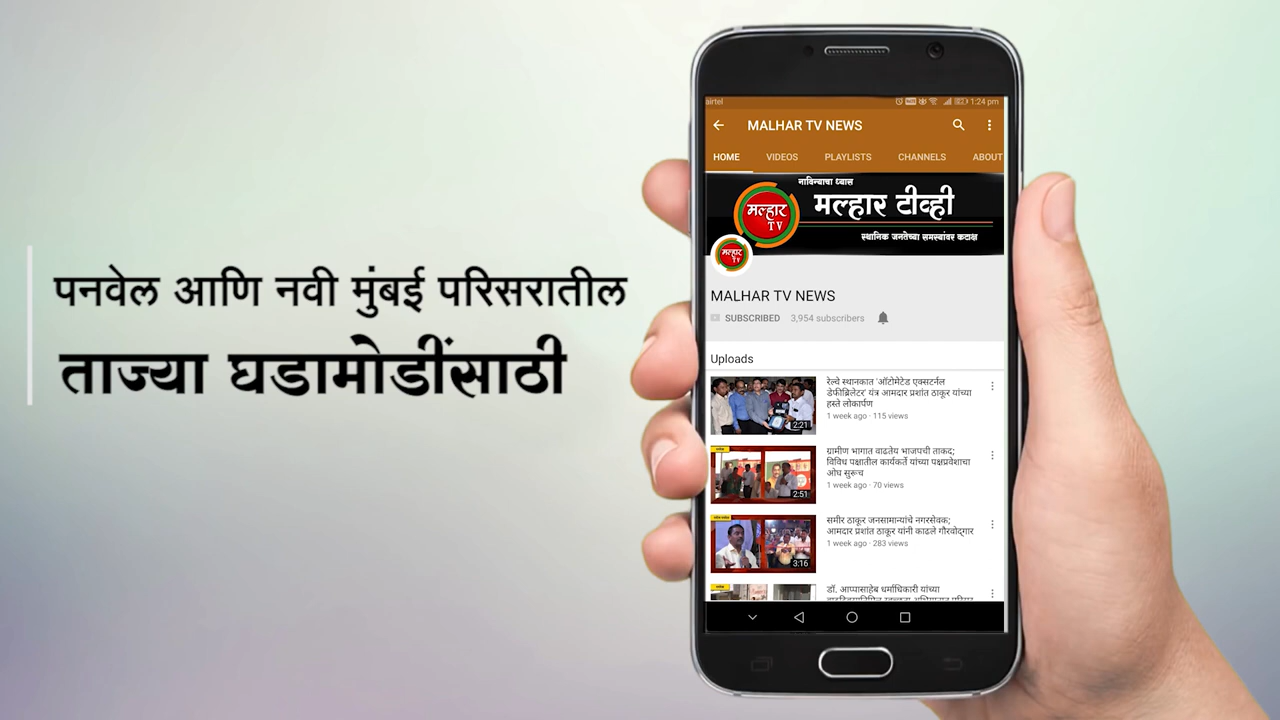 पनवेल आणि नवी मुंबई परिसरातील
ताज्या घडामोडींसाठी
airtel
1:24 pm
MALHAR TV NEWS
HOME VIDEOS PLAYLISTS CHANNELS ABOUT
नाविन्याचा ध्यास
मल्हार टीव्ही
स्थानिक जनतेच्या समस्यांवर कटाक्ष
मल्हार
TV
मल्हार
TV
MALHAR TV NEWS
SUBSCRIBED 3,954 subscribers
Uploads
रेल्वे स्थानकात 'ऑटोमेटेड एक्सटर्नल
डेफीब्रिलेटर' यंत्र आमदार प्रशांत ठाकूर यांच्या
हस्ते लोकार्पण
1 week ago · 115 views
2:21
ग्रामीण भागात वाढतेय भाजपची ताकद;
विविध पक्षातील कार्यकर्ते यांच्या पक्षप्रवेशाचा
ओघ सुरूच
1 week ago · 70 views
2:51
समीर ठाकूर जनसामान्यांचे नगरसेवक;
आमदार प्रशांत ठाकूर यांनी काढले गौरवोद्गार
1 week ago · 283 views
3:16
डॉ. आप्पासाहेब धर्माधिकारी यांच्या